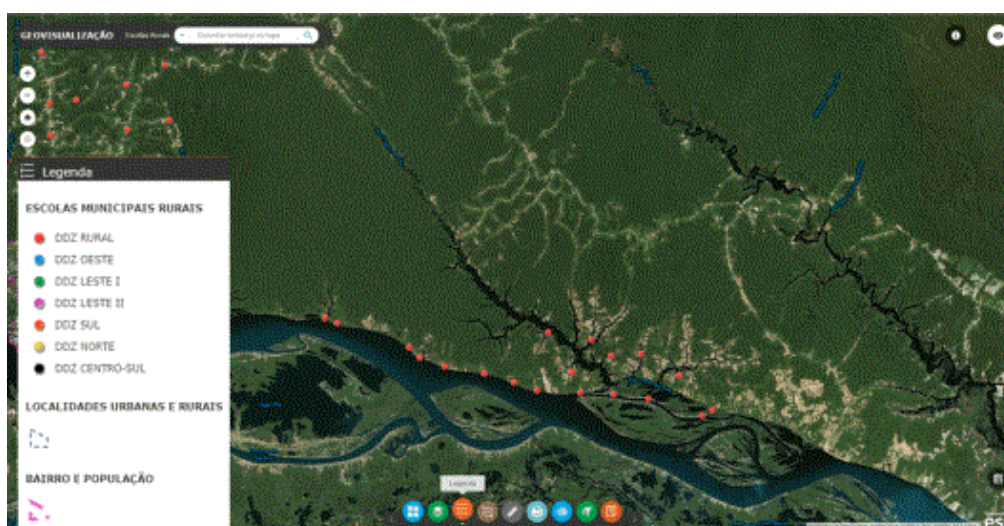 GEOVISUALIZAÇÃO Escolas Rurais
Legenda
ESCOLAS MUNICIPAIS RURAIS
DDZ RURAL
DDZ OESTE
DDZ LESTE I
DDZ LESTE II
DDZ SUL
DDZ NORTE
DDZ CENTRO-SUL
LOCALIDADES URBANAS E RURAIS
BAIRRO E POPULAÇÃO
Legenda